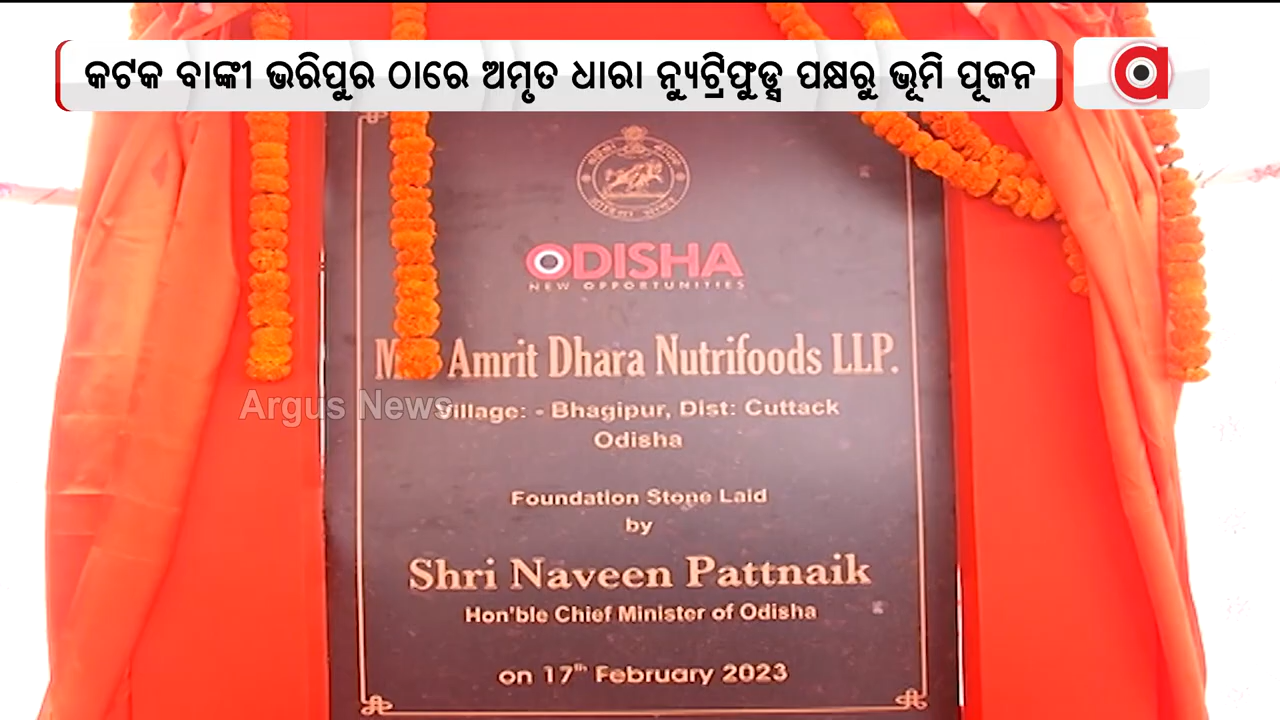 କଟକ ବାଙ୍କୀ ଭରିପୁର ଠାରେ ଅମୃତ ଧାରା ନ୍ୟୁଟ୍ରିଫୁଡ୍ସ ପକ୍ଷରୁ ଭୂମି ପୂଜନ
ODISHA
NEW OPPORTUNITIES
Amrit Dhara Nutrifoods LLP.
Argus News
Village: - Bhagipur, Dist: Cuttack
Odisha
Foundation Stone Laid
by
Shri Naveen Pattnaik
Hon'ble Chief Minister of Odisha
on 17th February 2023